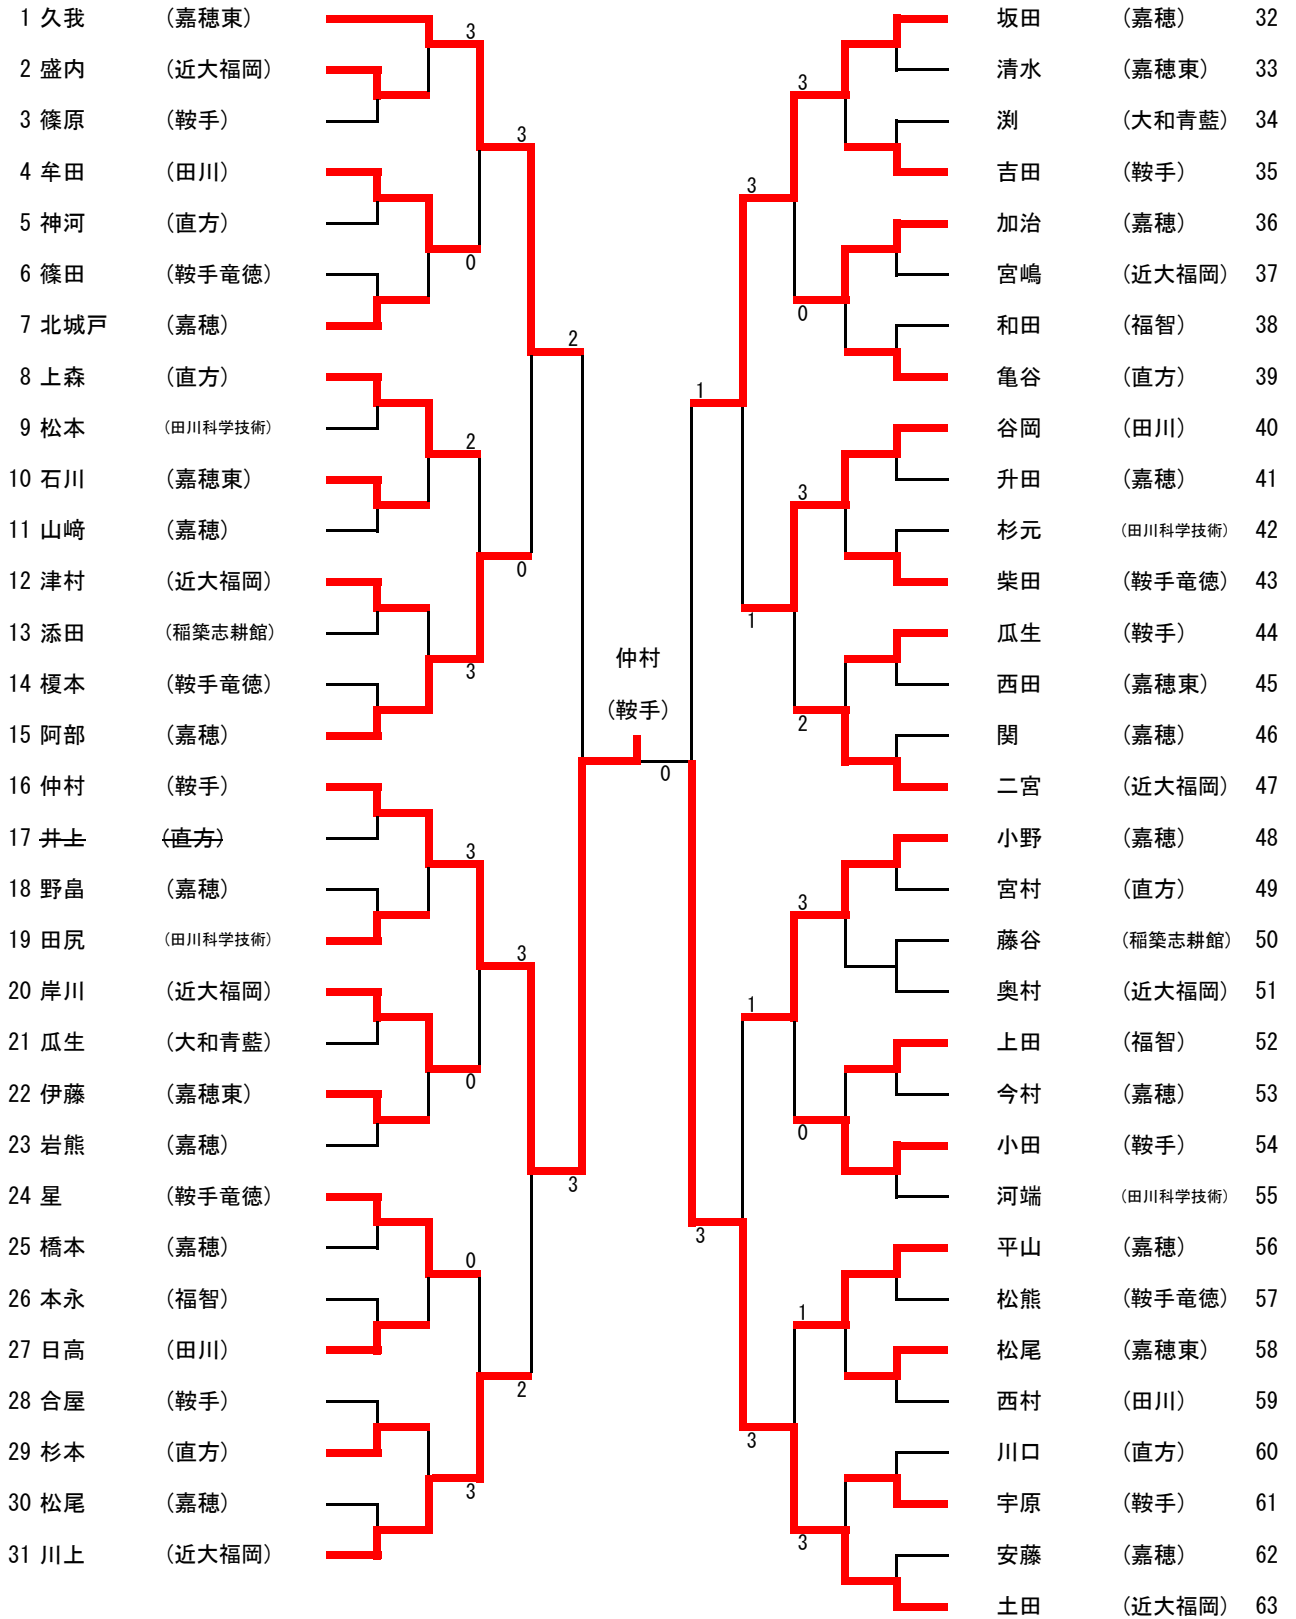 1 久我 (嘉穂東)
2 盛内 (近大福岡)
3 篠原 (鞍手)
4 牟田 (田川)
5 神河 (直方)
6 篠田 (鞍手竜徳)
7 北城戸 (嘉穂)
8 上森 (直方)
9 松本 (田川科学技術)
10 石川 (嘉穂東)
11 山﨑 (嘉穂)
12 津村 (近大福岡)
13 添田 (稲築志耕館)
14 榎本 (鞍手竜徳)
15 阿部 (嘉穂)
16 仲村 (鞍手)
17 井上 (直方)
18 野畠 (嘉穂)
19 田尻 (田川科学技術)
20 岸川 (近大福岡)
21 瓜生 (大和青藍)
22 伊藤 (嘉穂東)
23 岩熊 (嘉穂)
24 星 (鞍手竜徳)
25 橋本 (嘉穂)
26 本永 (福智)
27 日高 (田川)
28 合屋 (鞍手)
29 杉本 (直方)
30 松尾 (嘉穂)
31 川上 (近大福岡)
3
0
2
3
3
0
0
3
3
0
3
2
2
3
仲村
(鞍手)
0
1
3
3
1
1
3
3
0
3
2
3
0
1
3
坂田 (嘉穂) 32
清水 (嘉穂東) 33
渕 (大和青藍) 34
吉田 (鞍手) 35
加治 (嘉穂) 36
宮嶋 (近大福岡) 37
和田 (福智) 38
亀谷 (直方) 39
谷岡 (田川) 40
升田 (嘉穂) 41
杉元 (田川科学技術) 42
柴田 (鞍手竜徳) 43
瓜生 (鞍手) 44
西田 (嘉穂東) 45
関 (嘉穂) 46
二宮 (近大福岡) 47
小野 (嘉穂) 48
宮村 (直方) 49
藤谷 (稲築志耕館) 50
奥村 (近大福岡) 51
上田 (福智) 52
今村 (嘉穂) 53
小田 (鞍手) 54
河端 (田川科学技術) 55
平山 (嘉穂) 56
松熊 (鞍手竜徳) 57
松尾 (嘉穂東) 58
西村 (田川) 59
川口 (直方) 60
宇原 (鞍手) 61
安藤 (嘉穂) 62
土田 (近大福岡) 63